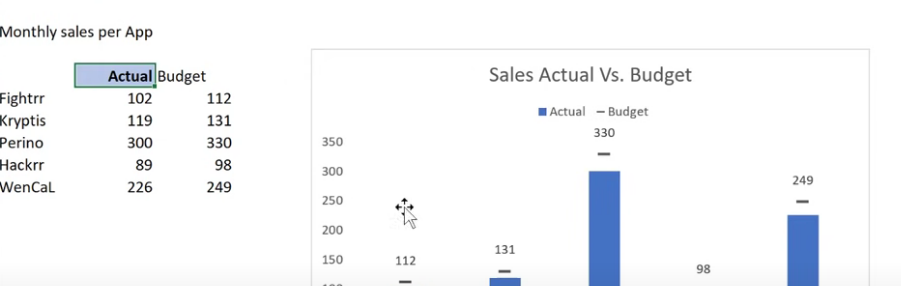 Monthly sales per App
Actual Budget
Fightrr 102 112
Kryptis 119 131
Perino 300 330
Hackrr 89 98
WenCaL 226 249
Sales Actual Vs. Budget
Actual Budget
350
300
250
200
150
112
131
330
98
249